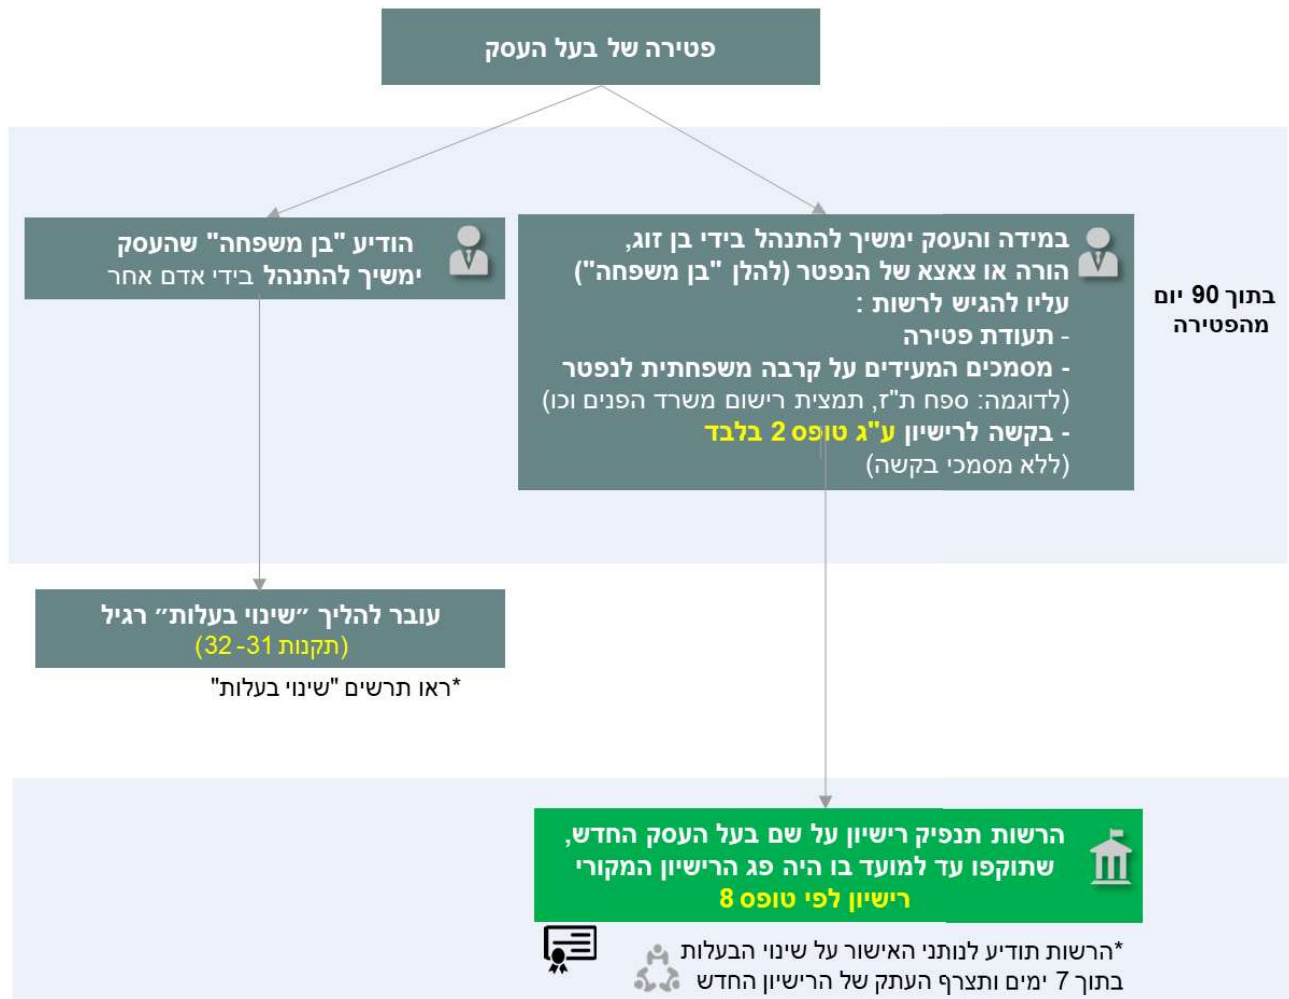 פטירה של בעל העסק
בתוך 90 יום
מהפטירה
במידה והעסק ימשיך להתנהל בידי בן זוג,
הורה או צאצא של הנפטר (להלן "בן משפחה")
עליו להגיש לרשות :
- תעודת פטירה
- מסמכים המעידים על קרבה משפחתית לנפטר
(לדוגמה: ספח ת"ז, תמצית רישום משרד הפנים וכו)
- בקשה לרישיון ע"ג טופס 2 בלבד
(ללא מסמכי בקשה)
הודיע "בן משפחה" שהעסק
ימשיך להתנהל בידי אדם אחר
עובר להליך ״שינוי בעלות״ רגיל
(תקנות 31-32)
*ראו תרשים "שינוי בעלות"
הרשות תנפיק רישיון על שם בעל העסק החדש,
שתוקפו עד למועד בו היה פג הרישיון המקורי
רישיון לפי טופס 8
*הרשות תודיע לנותני האישור על שינוי הבעלות
בתוך 7 ימים ותצרף העתק של הרישיון החדש